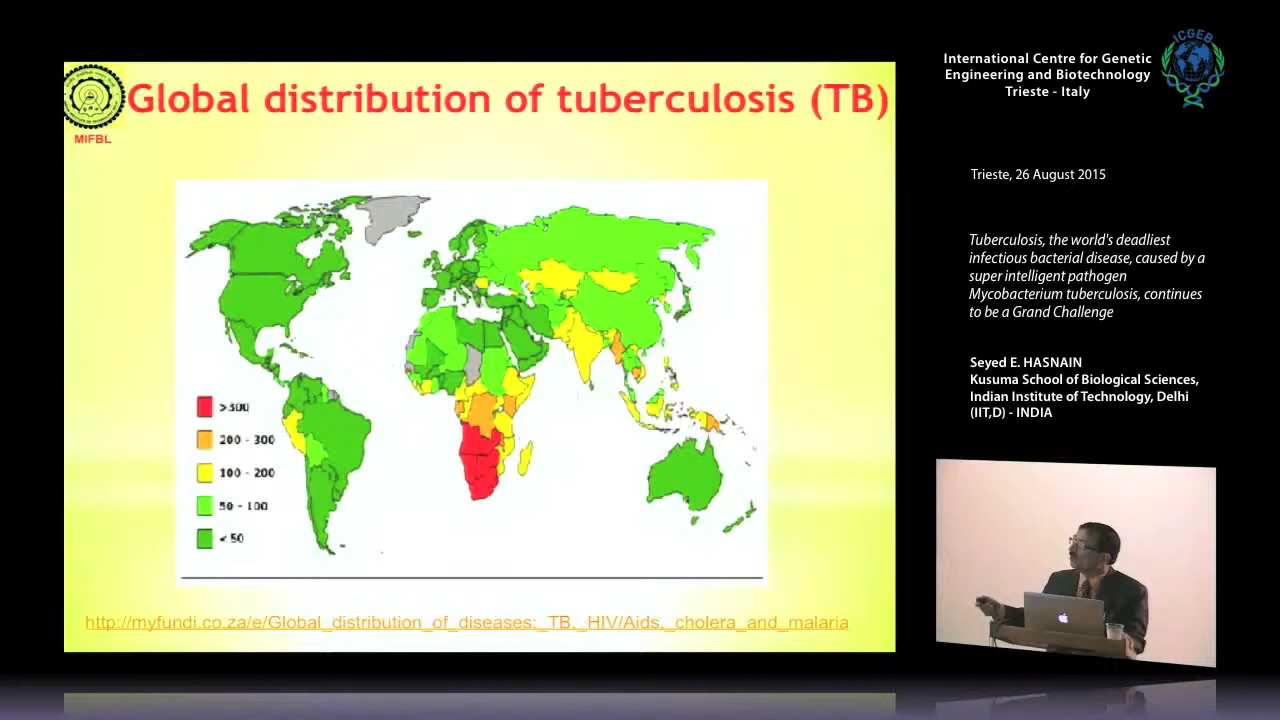 Global distribution of tuberculosis (TB)
MIFBL
>300
200 - 300
100 - 200
50 - 100
< 50
http://myfundi.co.za/e/Global_distribution_of_diseases:_TB,_HIV/Aids,_cholera_and_malaria
ICGEB
International Centre for Genetic
Engineering and Biotechnology
Trieste - Italy
Trieste, 26 August 2015
Tuberculosis, the world's deadliest
infectious bacterial disease, caused by a
super intelligent pathogen
Mycobacterium tuberculosis, continues
to be a Grand Challenge
Seyed E. HASNAIN
Kusuma School of Biological Sciences,
Indian Institute of Technology, Delhi
(IIT,D) - INDIA